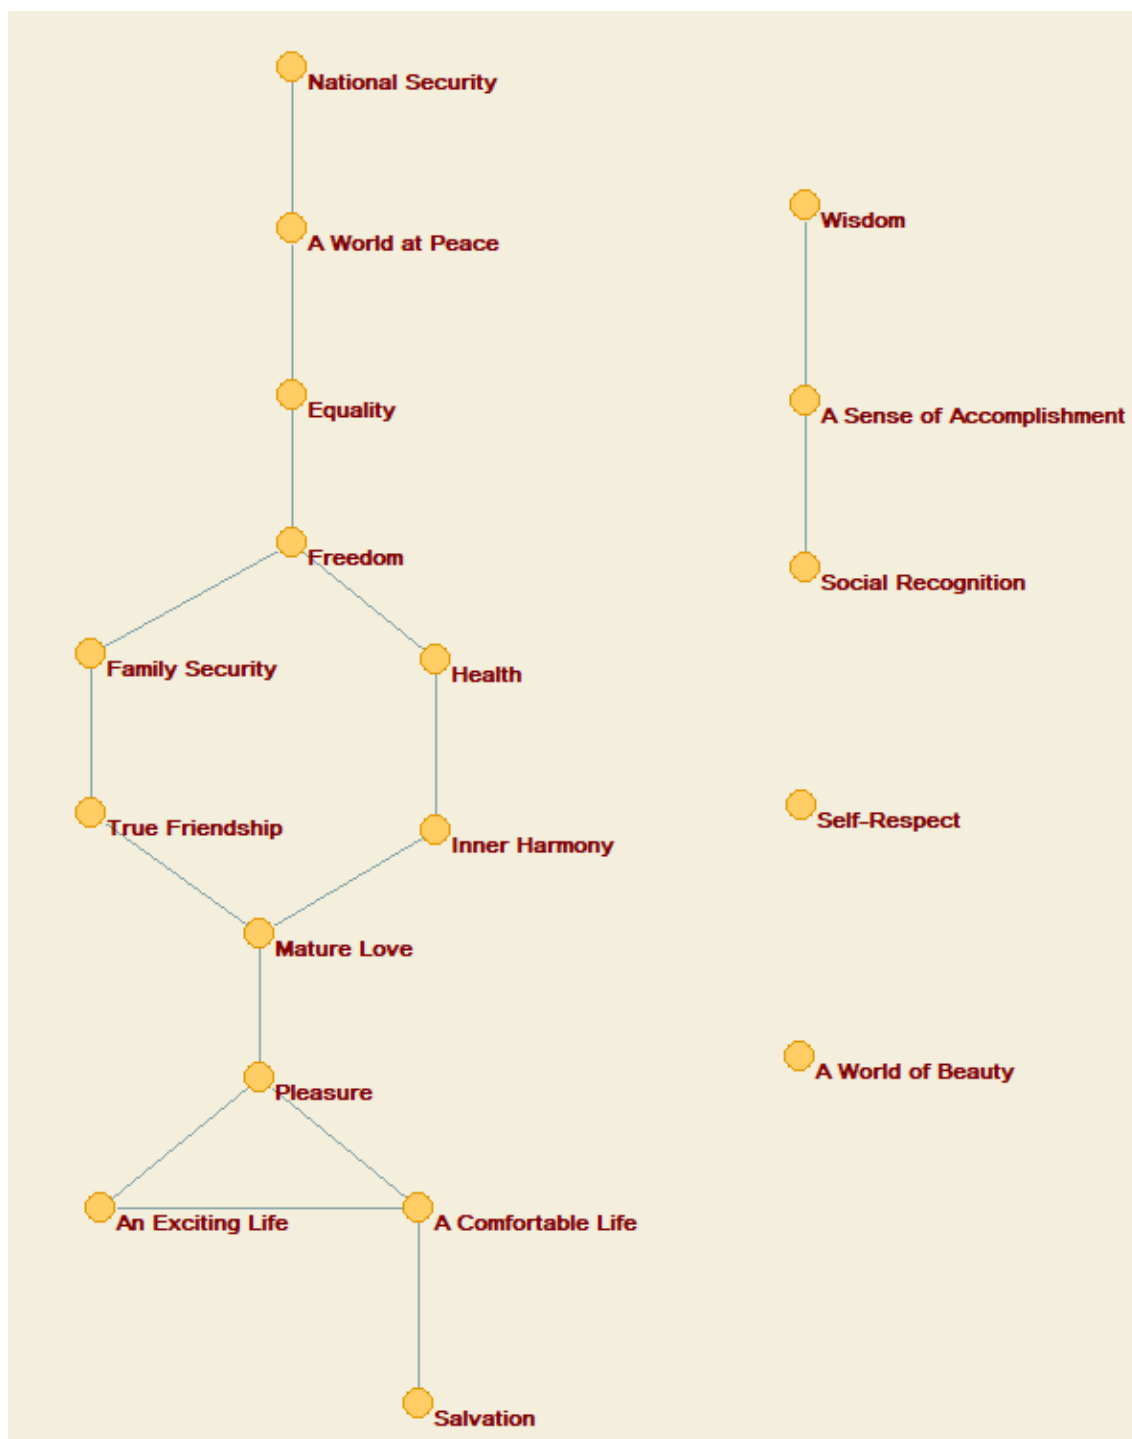 National Security
A World at Peace
Equality
Freedom
Family Security
Health
True Friendship
Inner Harmony
Mature Love
Pleasure
An Exciting Life
A Comfortable Life
Salvation
Wisdom
A Sense of Accomplishment
Social Recognition
Self-Respect
A World of Beauty